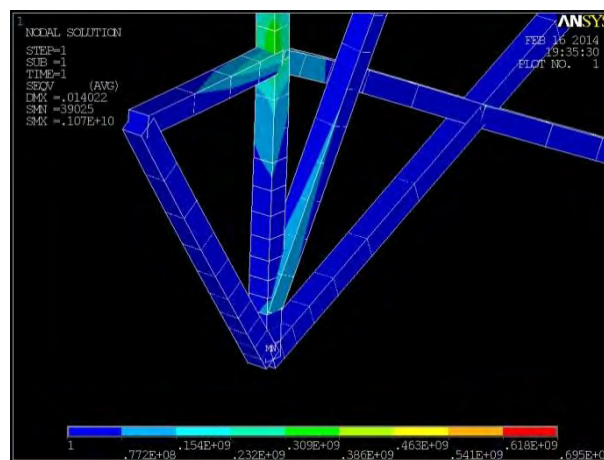 1
NODAL SOLUTION
ANSYS
FEB 16 2014
STEP=1
19:35:30
SUB =1
PLOT NO. 1
TIME=1
SEQV (AVG)
DMX =.014022
SMN =39025
SMX =.107E+10
MN
1 .154E+09 .309E+09 .463E+09 .618E+09
.772E+08 .232E+09 .386E+09 .541E+09 .695E+0